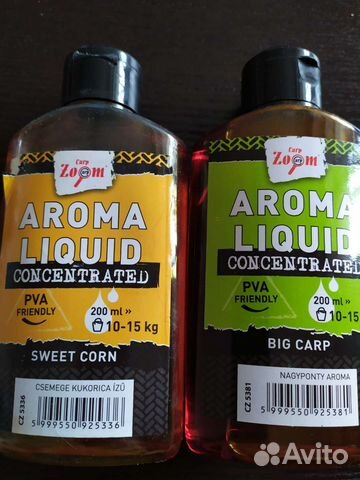 Carp
Zoom
Carp
AROMA
LIQUID
CONCENTRATED
PVA
FRIENDLY
200 ml »
10-15 kg
SWEET CORN
CSEMEGE KUKORICA ÍZŰ
CZ 5336
5 999550 925336
Carp
Zoom
Carp
AROMA
LIQUID
CONCENTRATED
PVA
FRIENDLY
200 ml »
10-15
BIG CARP
NAGYPONTY AROMA
CZ 5381
5 999550 925381
Avito